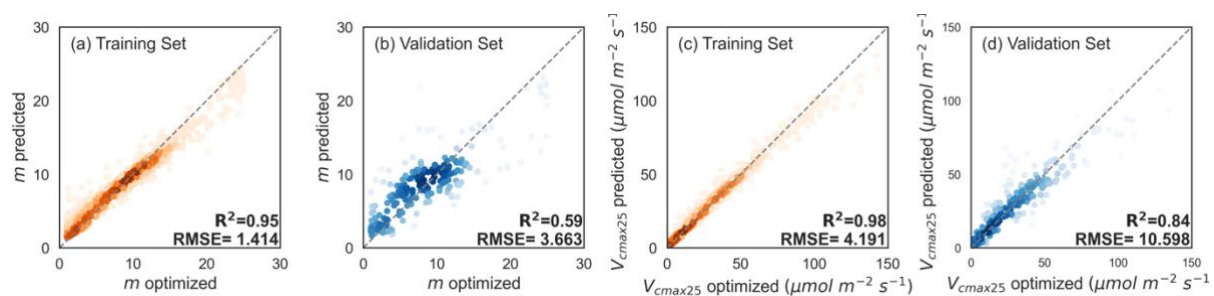 (a) Training Set
30
20
10
0
0
10
20
30
m predicted
m optimized
R²=0.95
RMSE= 1.414
(b) Validation Set
30
20
10
0
0
10
20
30
m predicted
m optimized
R²=0.59
RMSE= 3.663
(c) Training Set
150
100
50
0
0
50
100
150
Vcmax25 predicted (μmol m⁻² s⁻¹)
Vcmax25 optimized (μmol m⁻² s⁻¹)
R²=0.98
RMSE= 4.191
(d) Validation Set
150
100
50
0
0
50
100
150
Vcmax25 predicted (μmol m⁻² s⁻¹)
Vcmax25 optimized (μmol m⁻² s⁻¹
R²=0.84
RMSE= 10.598